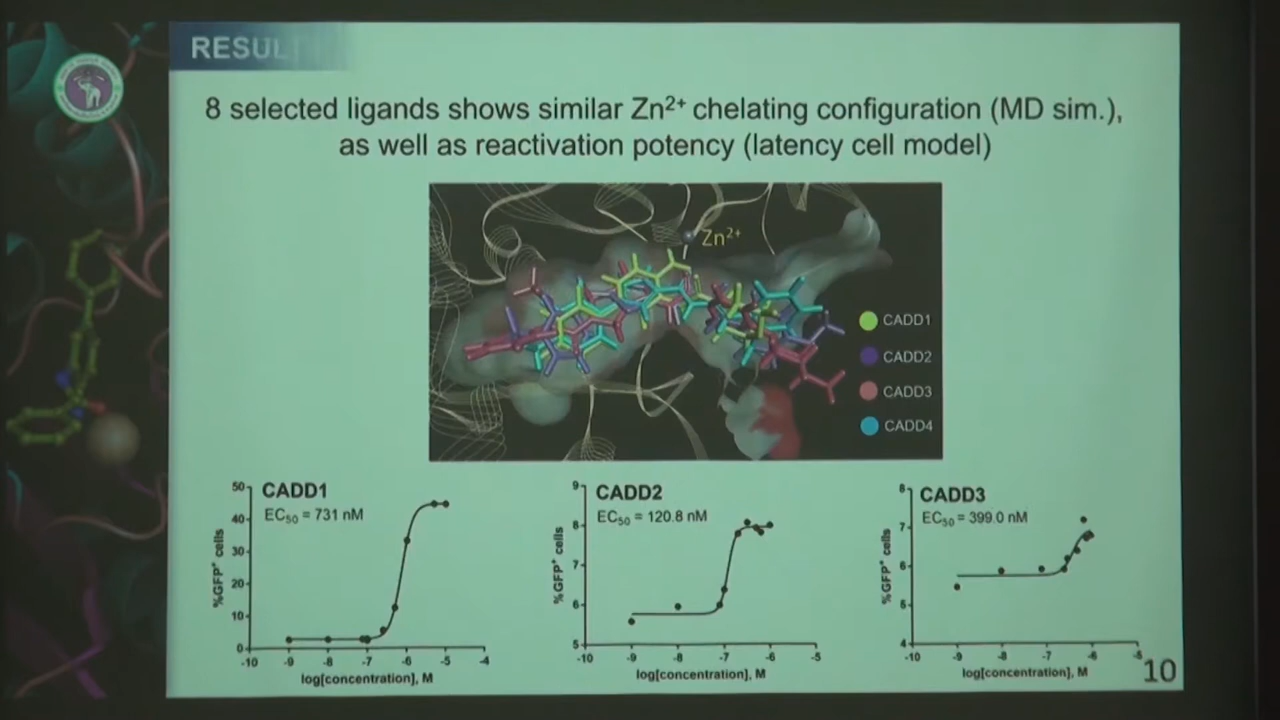 RESUL
8 selected ligands shows similar Zn²⁺ chelating configuration (MD sim.),
as well as reactivation potency (latency cell model)
Zn²⁺
CADD1
CADD2
CADD3
CADD4
CADD1
EC₅₀ = 731 nM
%GFP⁺ cells
50
40
30
20
10
0
-10 -9 -8 -7 -6 -5 -4
log[concentration], M
CADD2
EC₅₀ = 120.8 nM
%GFP⁺ cells
9
8
7
6
5
-10 -9 -8 -7 -6 -5
log[concentration], M
CADD3
EC₅₀ = 399.0 nM
%GFP⁺ cells
8
7
6
5
4
-10 -9 -8 -7 -6 -5
log[concentration], M
10